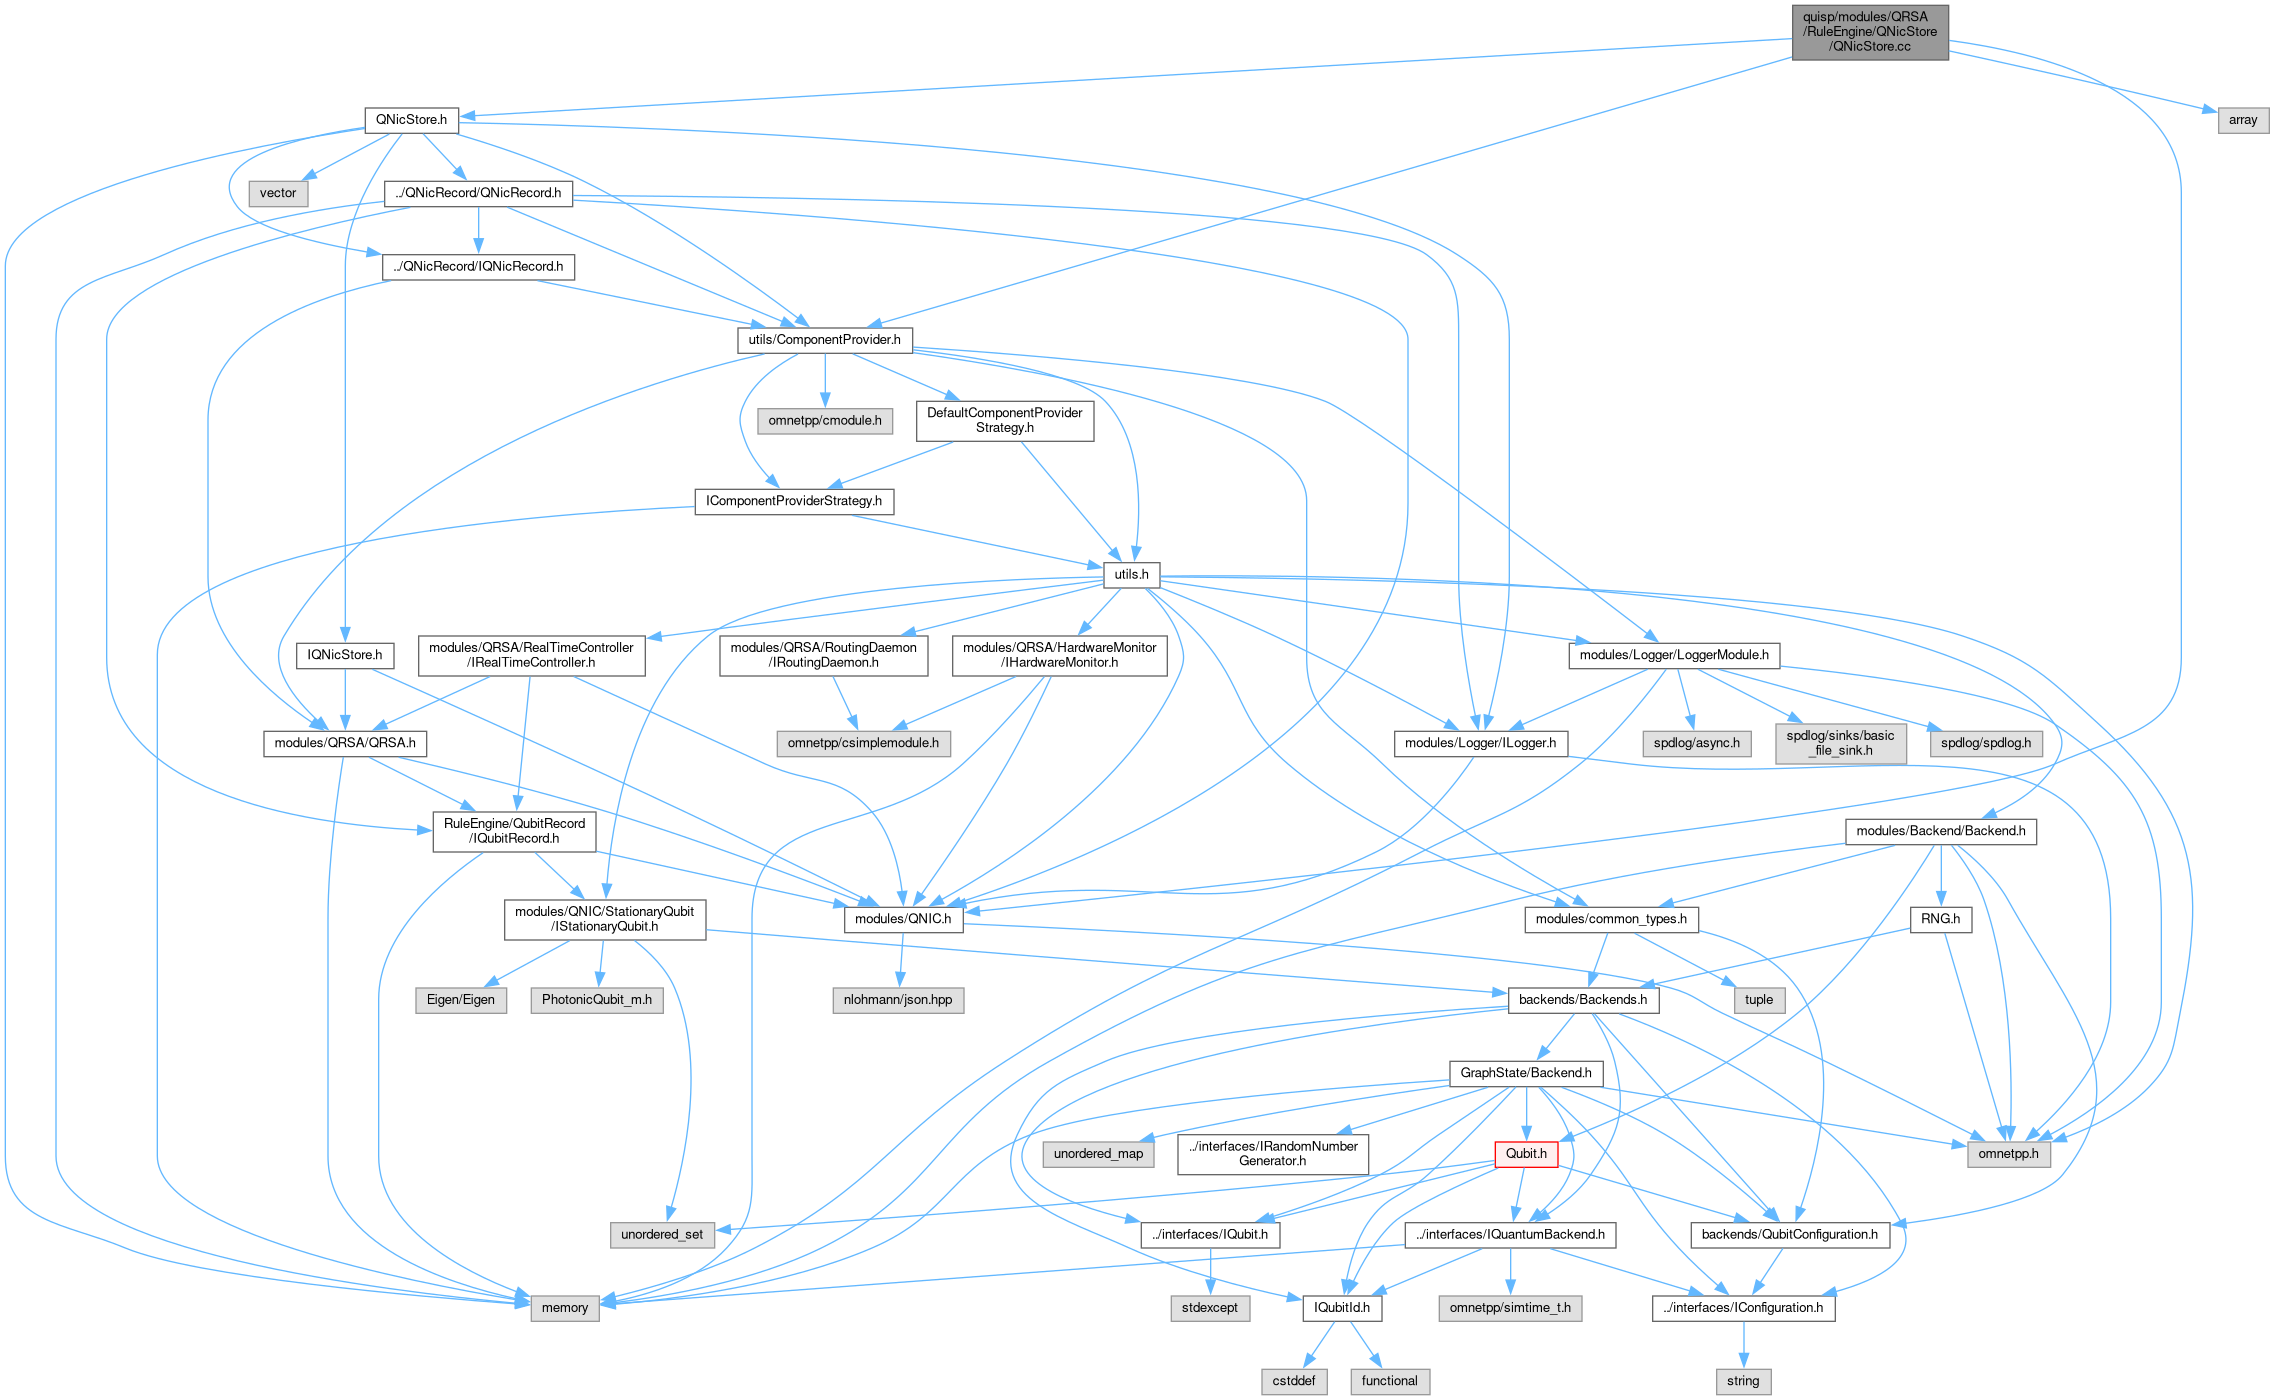 quisp/modules/QRSA
/RuleEngine/QNicStore
/QNicStore.cc
QNicStore.h
array
vector
../QNicRecord/QNicRecord.h
../QNicRecord/IQNicRecord.h
utils/ComponentProvider.h
omnetpp/cmodule.h
DefaultComponentProvider
Strategy.h
IComponentProviderStrategy.h
utils.h
IQNicStore.h
modules/QRSA/RealTimeController
/IRealTimeController.h
modules/QRSA/RoutingDaemon
/IRoutingDaemon.h
modules/QRSA/HardwareMonitor
/IHardwareMonitor.h
modules/Logger/LoggerModule.h
modules/QRSA/QRSA.h
omnetpp/csimplemodule.h
modules/Logger/ILogger.h
spdlog/async.h
spdlog/sinks/basic
_file_sink.h
spdlog/spdlog.h
RuleEngine/QubitRecord
/IQubitRecord.h
modules/Backend/Backend.h
modules/QNIC/StationaryQubit
/IStationaryQubit.h
modules/QNIC.h
modules/common_types.h
RNG.h
Eigen/Eigen
PhotonicQubit_m.h
nlohmann/json.hpp
backends/Backends.h
tuple
GraphState/Backend.h
unordered_map
../interfaces/IRandomNumber
Generator.h
Qubit.h
omnetpp.h
unordered_set
../interfaces/IQubit.h
../interfaces/IQuantumBackend.h
backends/QubitConfiguration.h
memory
stdexcept
IQubitId.h
omnetpp/simtime_t.h
../interfaces/IConfiguration.h
cstddef
functional
string